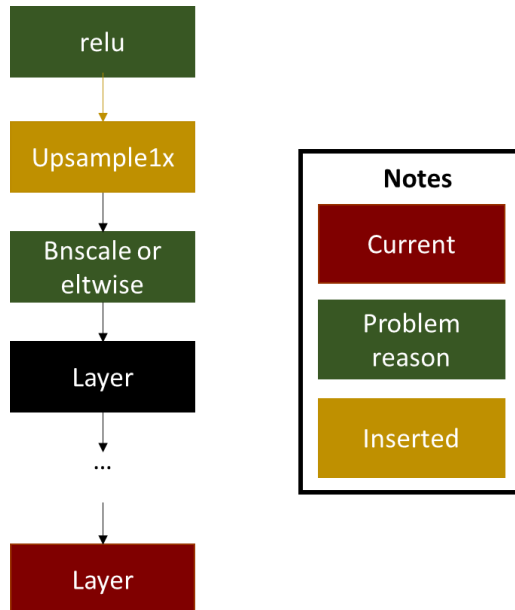 relu
Upsample1x
Bnscale or
eltwise
Layer
...
Layer
Notes
Current
Problem
reason
Inserted